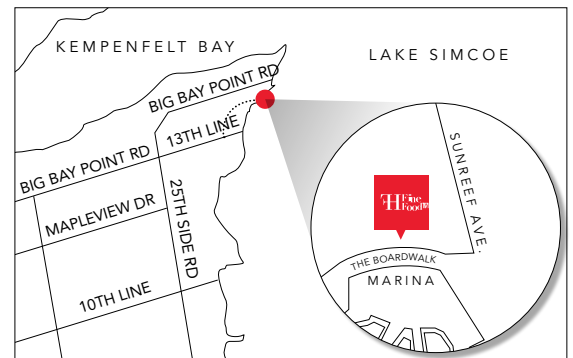 KEMPENFELT BAY
LAKE SIMCOE
BIG BAY POINT RD
13TH LINE
BIG BAY POINT RD
MAPLEVIEW DR
25TH SIDE RD
10TH LINE
SUNREEF AVE.
Fine
THE BOARDWALK
MARINA